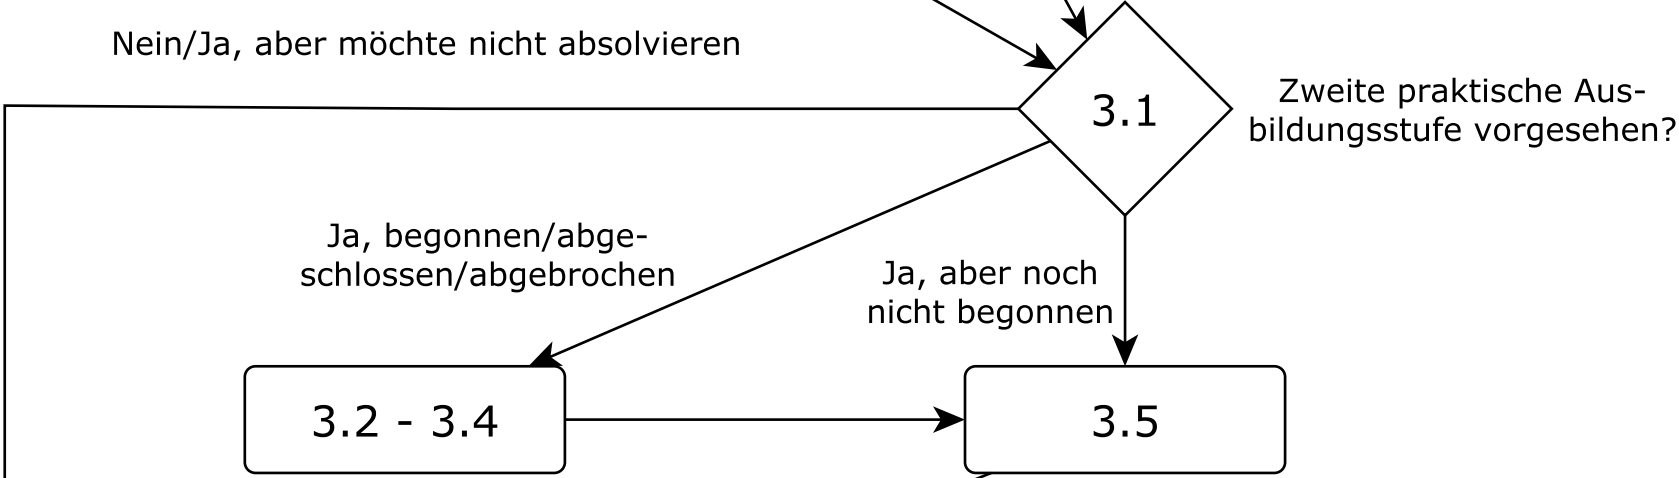 Nein/Ja, aber möchte nicht absolvieren
3.1
Zweite praktische Aus-
bildungsstufe vorgesehen?
Ja, begonnen/abge-
schlossen/abgebrochen
Ja, aber noch
nicht begonnen
3.2 - 3.4
3.5